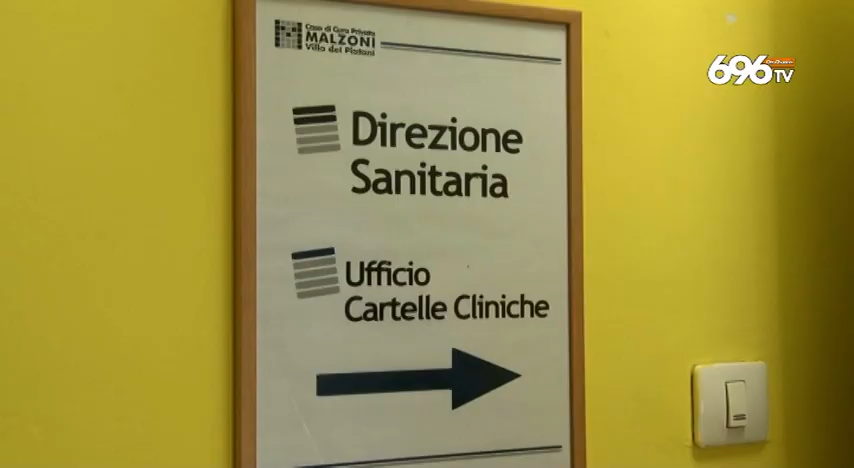 Casa di Cura Privata
MALZONI
Villa dei Platani
696
TV
Direzione
Sanitaria
Ufficio
Cartelle Cliniche